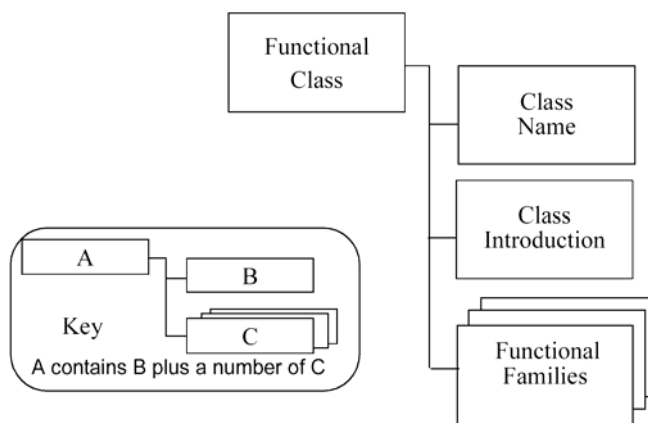 Functional
Class
Class
Name
Class
Introduction
Functional
Families
A
B
C
Key
A contains B plus a number of C